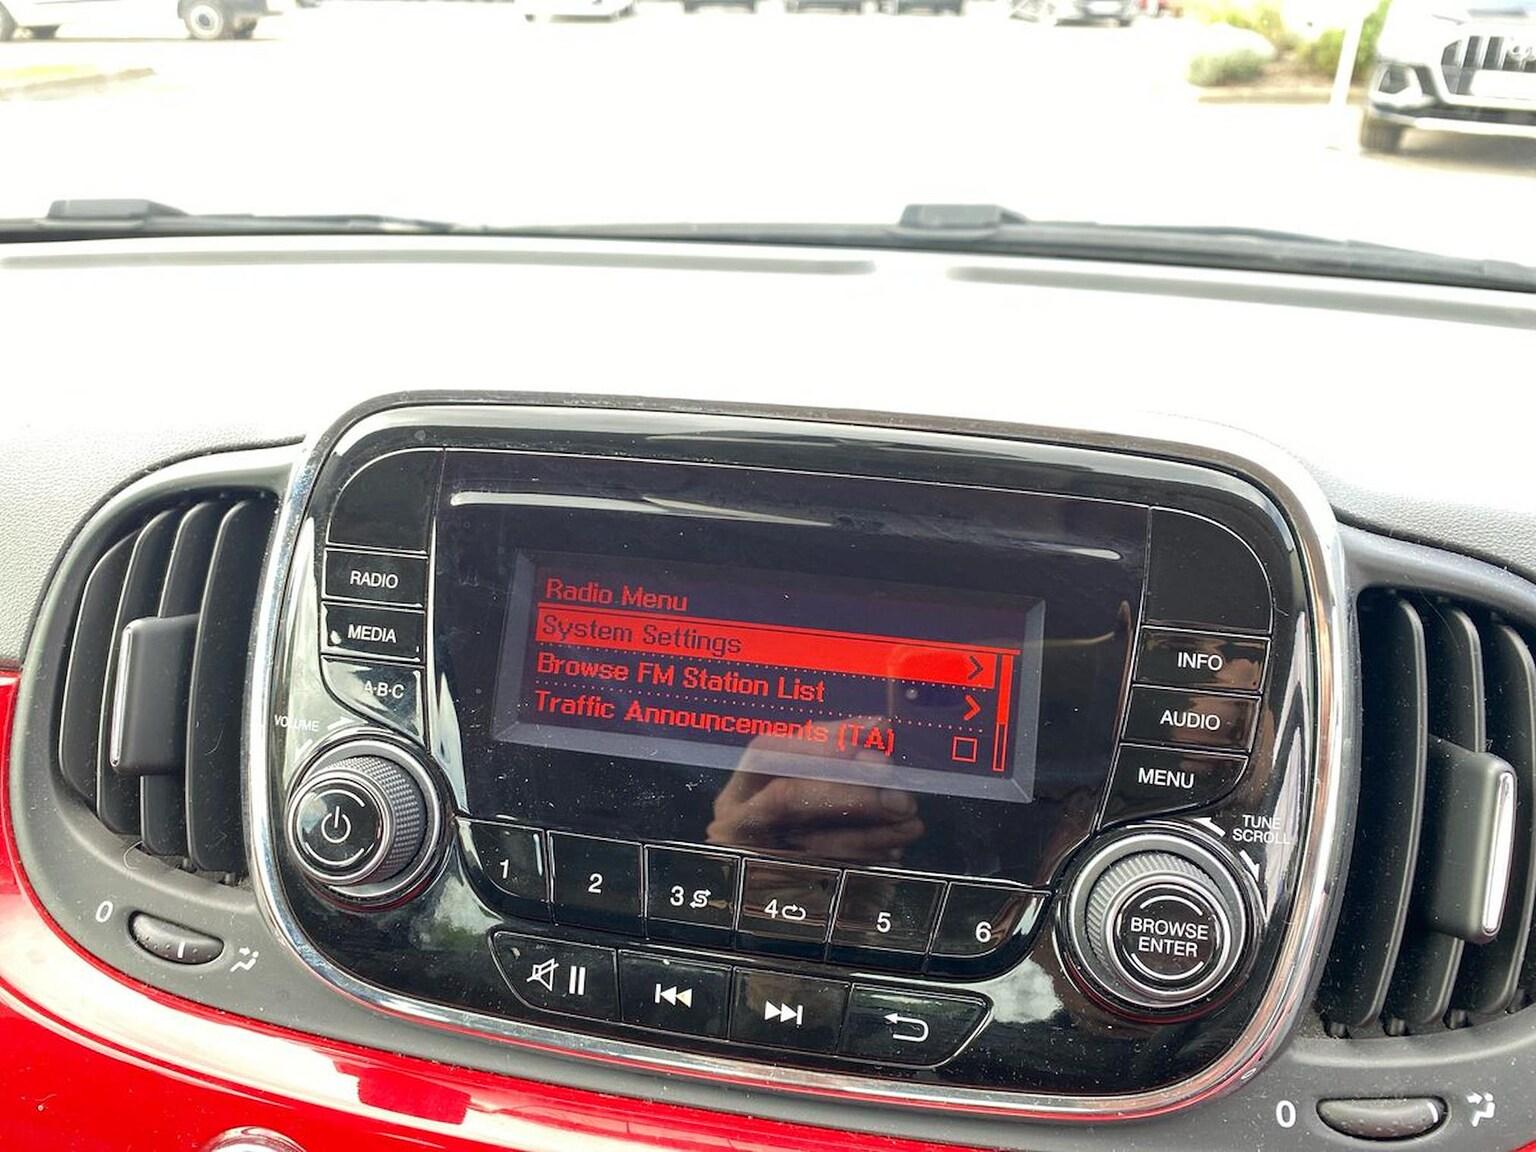 RADIO
MEDIA
A·B·C
VOLUME
Radio Menu
System Settings
Browse FM Station List
Traffic Announcements (TA)
INFO
AUDIO
MENU
TUNE
SCROLL
BROWSE
ENTER
1
2
3
4
5
6
0
0